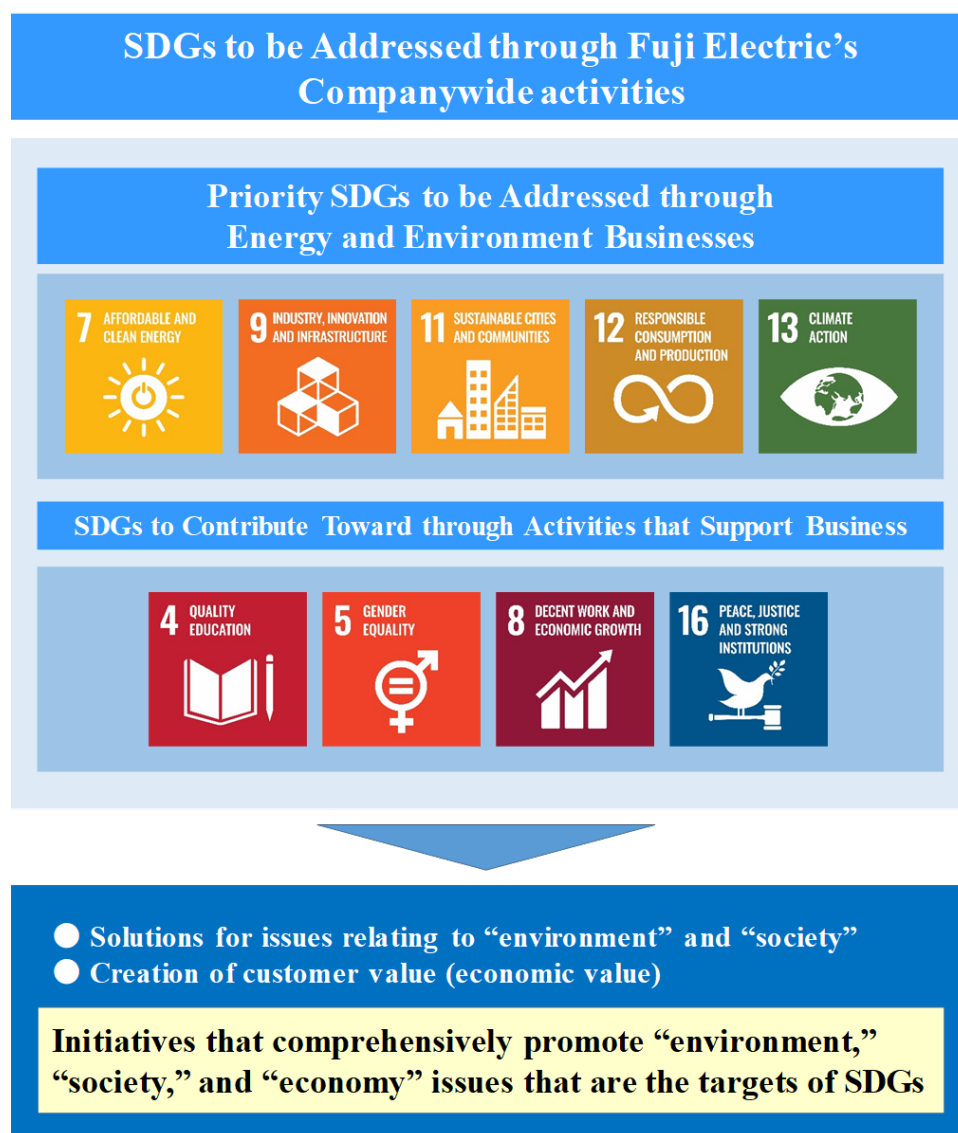 SDGs to be Addressed through Fuji Electric's
Companywide activities
Priority SDGs to be Addressed through
Energy and Environment Businesses
7 AFFORDABLE AND
CLEAN ENERGY
9 INDUSTRY, INNOVATION
AND INFRASTRUCTURE
11 SUSTAINABLE CITIES
AND COMMUNITIES
12 RESPONSIBLE
CONSUMPTION
AND PRODUCTION
13 CLIMATE
ACTION
SDGs to Contribute Toward through Activities that Support Business
4 QUALITY
EDUCATION
5 GENDER
EQUALITY
8 DECENT WORK AND
ECONOMIC GROWTH
16 PEACE, JUSTICE
AND STRONG
INSTITUTIONS
● Solutions for issues relating to “environment” and “society”
● Creation of customer value (economic value)
Initiatives that comprehensively promote “environment,”
“society,” and “economy” issues that are the targets of SDGs